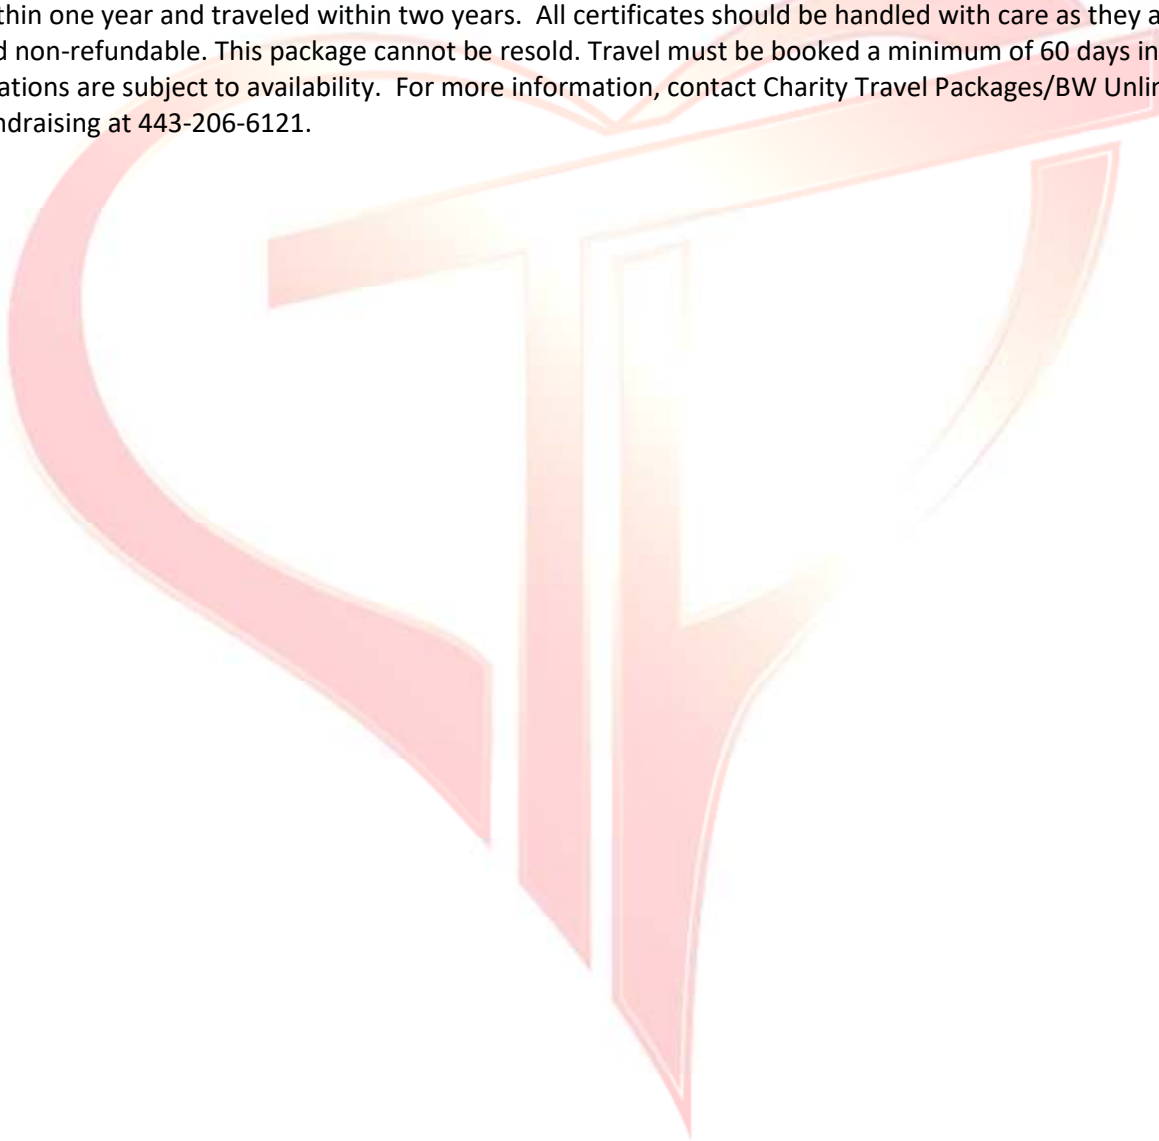 thin one year and traveled within two years.  All certificates should be handled with care as they a
d non-refundable. This package cannot be resold. Travel must be booked a minimum of 60 days in
ations are subject to availability.  For more information, contact Charity Travel Packages/BW Unlin
ndraising at 443-206-6121.